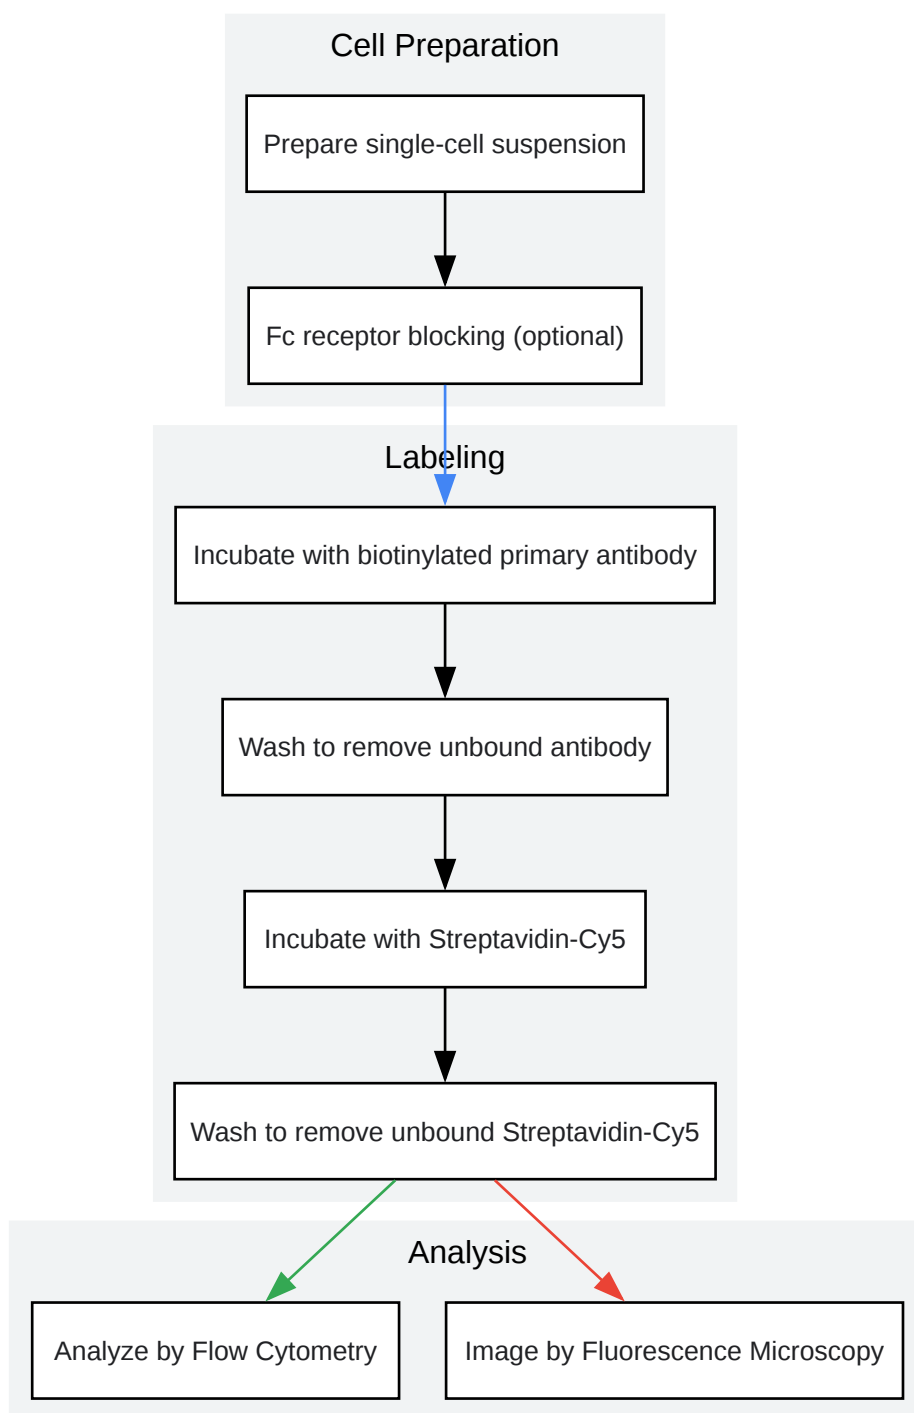 Cell Preparation
Prepare single-cell suspension
Fc receptor blocking (optional)
Labeling
Incubate with biotinylated primary antibody
Wash to remove unbound antibody
Incubate with Streptavidin-Cy5
Wash to remove unbound Streptavidin-Cy5
Analysis
Analyze by Flow Cytometry
Image by Fluorescence Microscopy